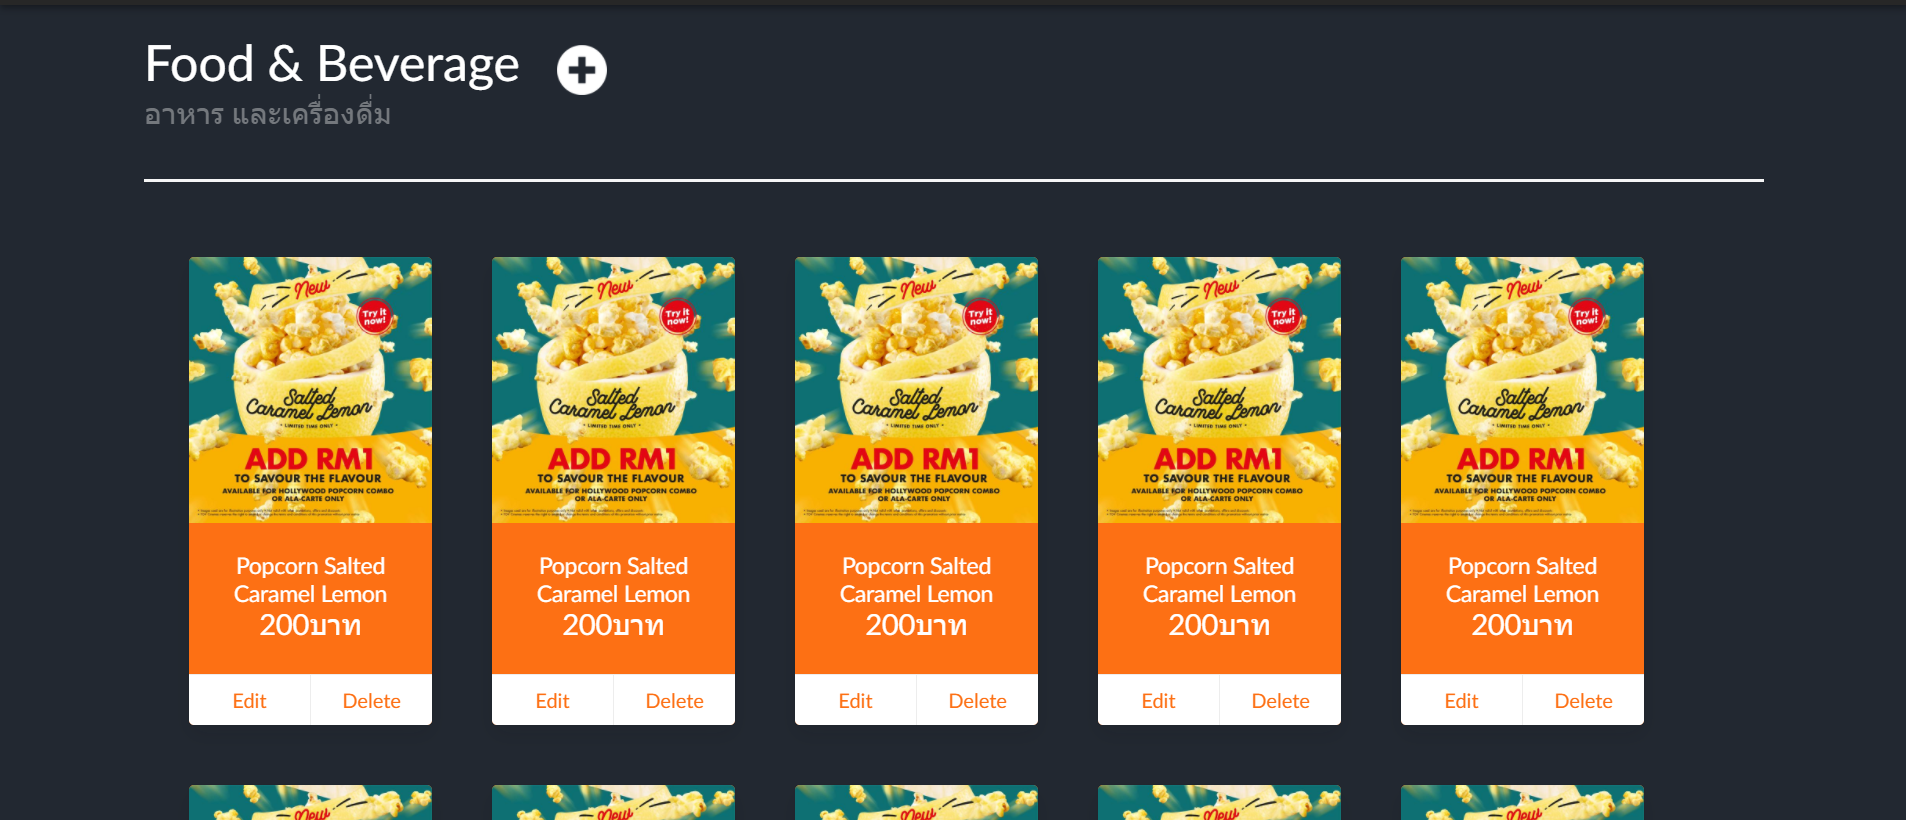 Food & Beverage
อาหาร และเครื่องดื่ม
New
Try it
now!
Salted
Caramel Lemon
* LIMITED TIME ONLY *
ADD RM1
TO SAVOUR THE FLAVOUR
AVAILABLE FOR HOLLYWOOD POPCORN COMBO
OR ALA-CARTE ONLY
Popcorn Salted
Caramel Lemon
200บาท
Edit Delete
New
Try it
now!
Salted
Caramel Lemon
* LIMITED TIME ONLY *
ADD RM1
TO SAVOUR THE FLAVOUR
AVAILABLE FOR HOLLYWOOD POPCORN COMBO
OR ALA-CARTE ONLY
Popcorn Salted
Caramel Lemon
200บาท
Edit Delete
New
Try it
now!
Salted
Caramel Lemon
* LIMITED TIME ONLY *
ADD RM1
TO SAVOUR THE FLAVOUR
AVAILABLE FOR HOLLYWOOD POPCORN COMBO
OR ALA-CARTE ONLY
Popcorn Salted
Caramel Lemon
200บาท
Edit Delete
New
Try it
now!
Salted
Caramel Lemon
* LIMITED TIME ONLY *
ADD RM1
TO SAVOUR THE FLAVOUR
AVAILABLE FOR HOLLYWOOD POPCORN COMBO
OR ALA-CARTE ONLY
Popcorn Salted
Caramel Lemon
200บาท
Edit Delete
New
Try it
now!
Salted
Caramel Lemon
* LIMITED TIME ONLY *
ADD RM1
TO SAVOUR THE FLAVOUR
AVAILABLE FOR HOLLYWOOD POPCORN COMBO
OR ALA-CARTE ONLY
Popcorn Salted
Caramel Lemon
200บาท
Edit Delete
New
New
New
New
New